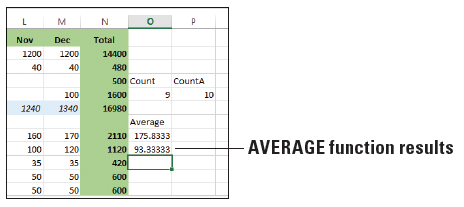 L M N O P
Nov Dec Total
1200 1200 14400
40 40 480
500 Count CountA
100 1600 9 10
1240 1340 16980
Average
160 170 2110 175.8333
100 120 1120 93.33333 AVERAGE function results
35 35 420
50 50 600
50 50 600